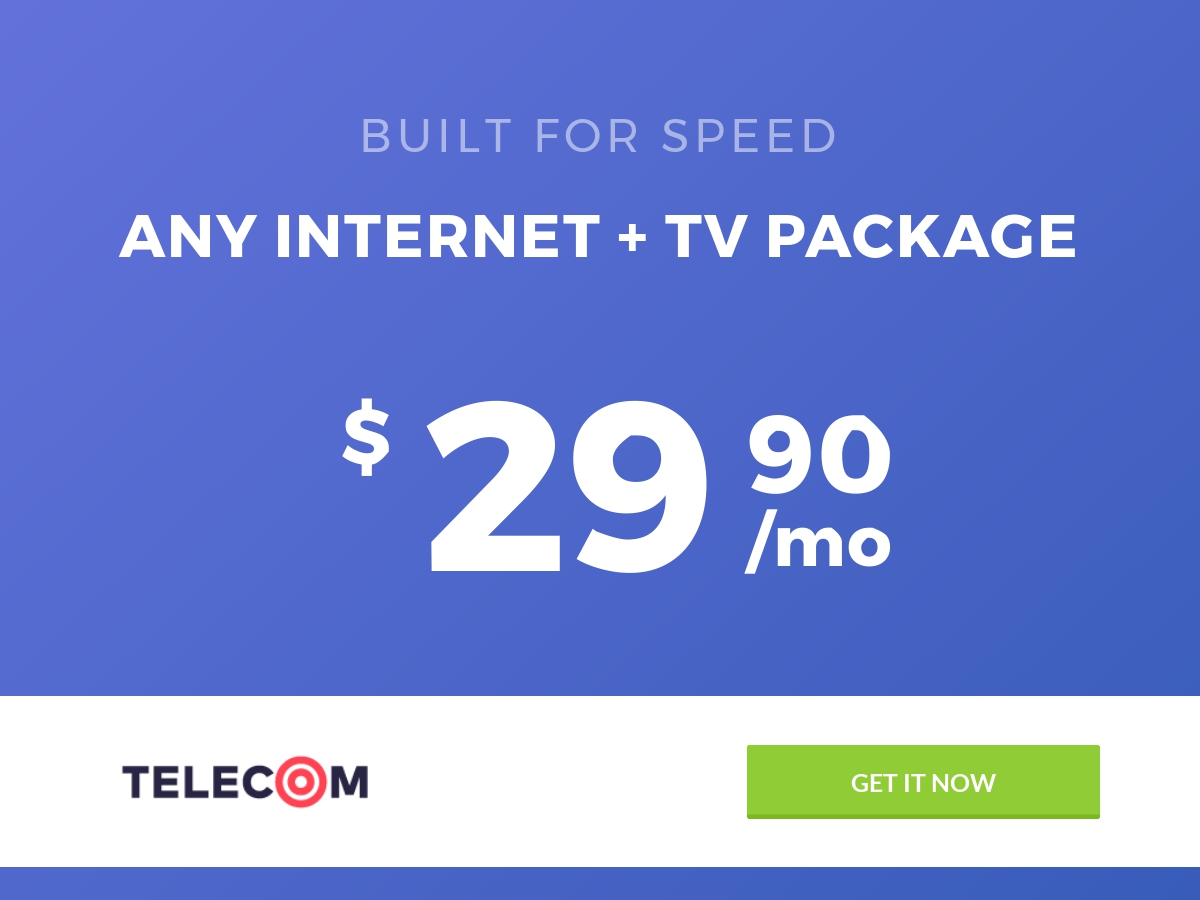 BUILT FOR SPEED
ANY INTERNET + TV PACKAGE
$ 29 90
/mo
TELECOM
GET IT NOW